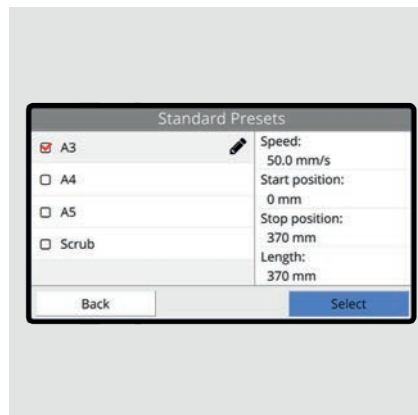 Standard Presets
A3
A4
A5
Scrub
Speed:
50.0 mm/s
Start position:
0 mm
Stop position:
370 mm
Length:
370 mm
Back
Select